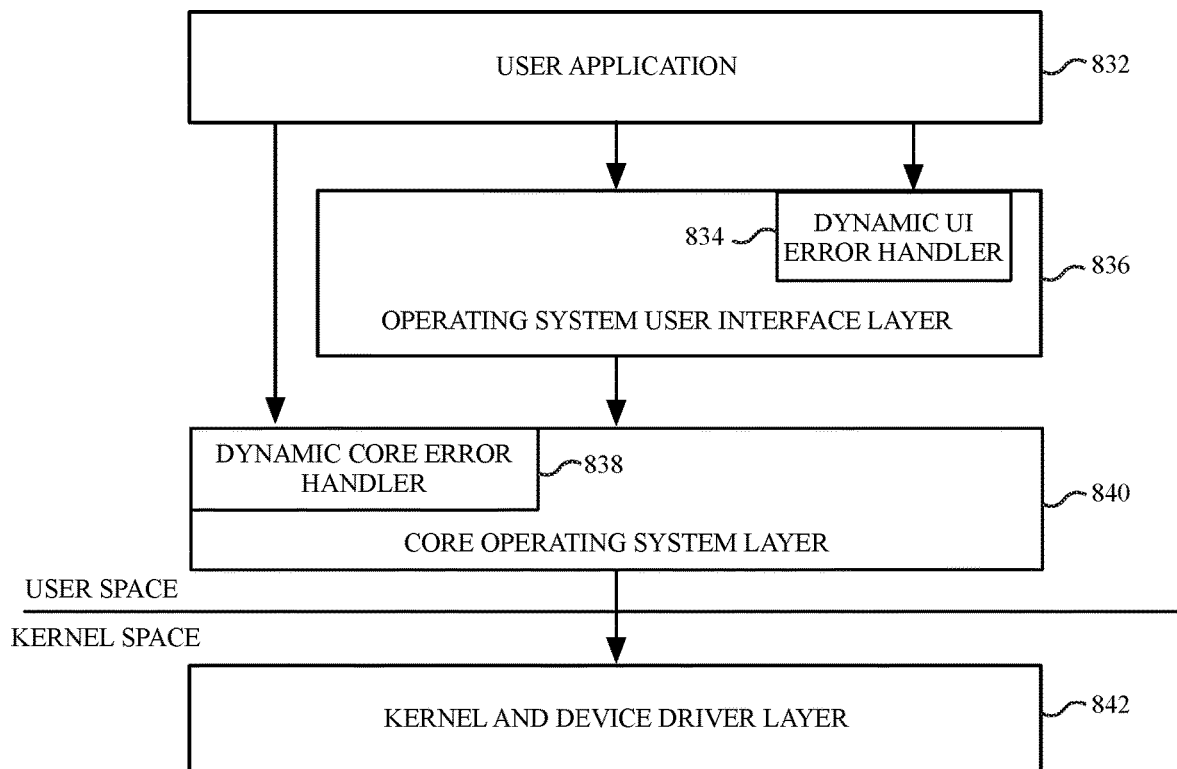 USER APPLICATION
832
834
DYNAMIC UI
ERROR HANDLER
836
OPERATING SYSTEM USER INTERFACE LAYER
DYNAMIC CORE ERROR
HANDLER
838
840
CORE OPERATING SYSTEM LAYER
USER SPACE
KERNEL SPACE
KERNEL AND DEVICE DRIVER LAYER
842